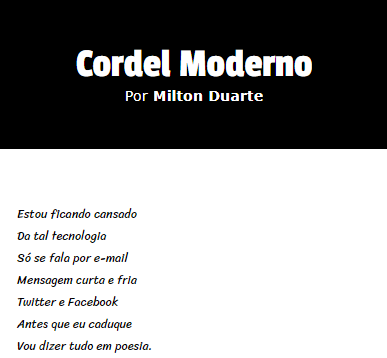 Cordel Moderno
Por Milton Duarte
Estou ficando cansado
Da tal tecnologia
Só se fala por e-mail
Mensagem curta e fria
Twitter e Facebook
Antes que eu caduque
Vou dizer tudo em poesia.